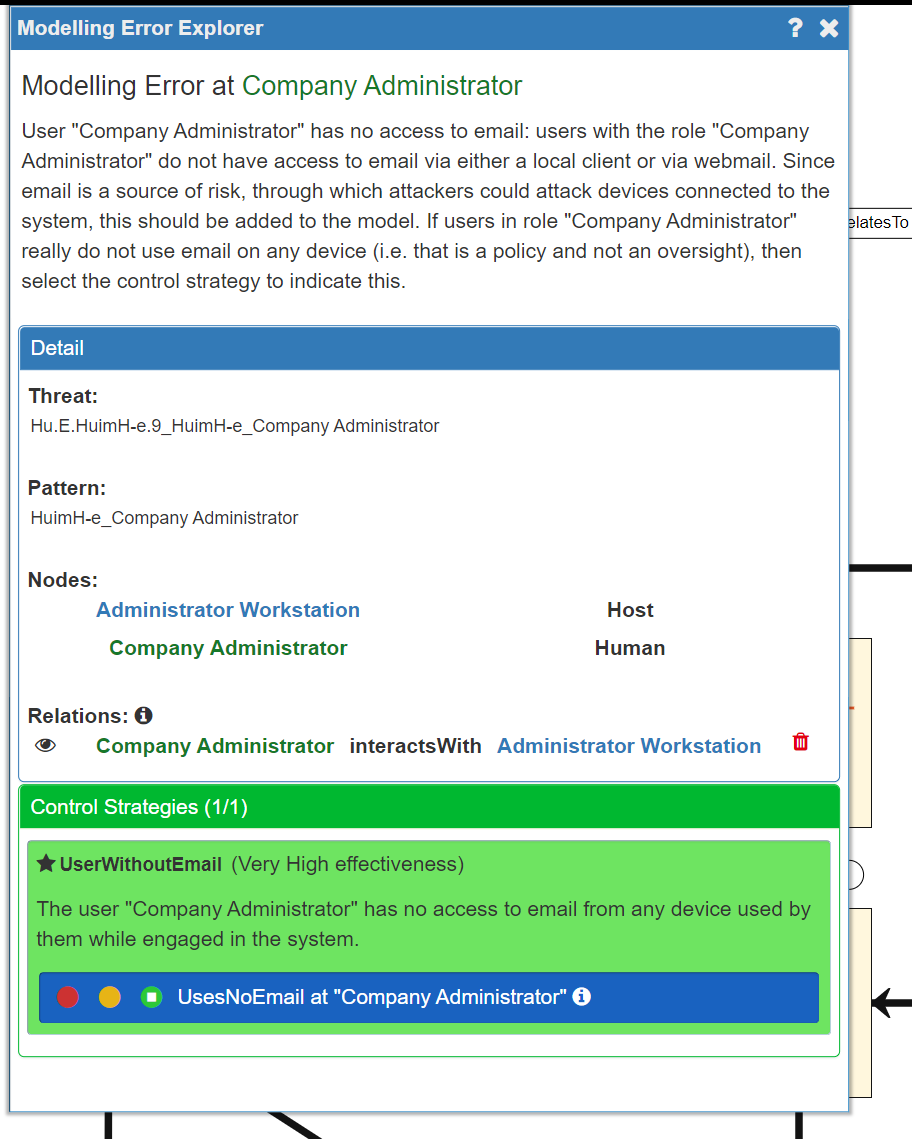 Modelling Error Explorer ?
Modelling Error at Company Administrator
User "Company Administrator" has no access to email: users with the role "Company
Administrator" do not have access to email via either a local client or via webmail. Since
email is a source of risk, through which attackers could attack devices connected to the
system, this should be added to the model. If users in role "Company Administrator"
really do not use email on any device (i.e. that is a policy and not an oversight), then
select the control strategy to indicate this.
elatesTo
Detail
Threat:
Hu.E.HuimH-e.9_HuimH-e_Company Administrator
Pattern:
HuimH-e_Company Administrator
Nodes:
Administrator Workstation Host
Company Administrator Human
Relations:
Company Administrator interactsWith Administrator Workstation
Control Strategies (1/1)
UserWithoutEmail (Very High effectiveness)
The user "Company Administrator" has no access to email from any device used by
them while engaged in the system.
UsesNoEmail at "Company Administrator"